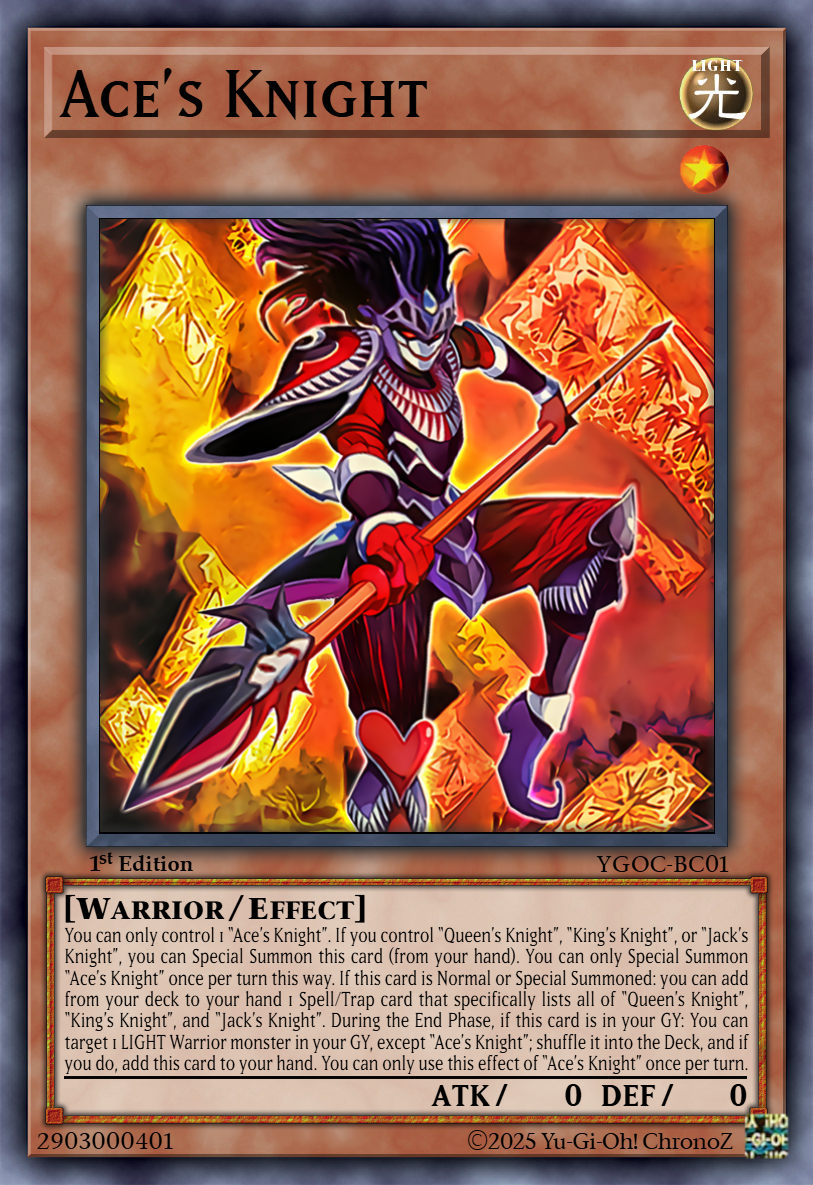 Ace's Knight
LIGHT
光
1st Edition
YGOC-BC01
[Warrior/Effect]
You can only control 1 "Ace's Knight". If you control "Queen's Knight", "King's Knight", or "Jack's
Knight", you can Special Summon this card (from your hand). You can only Special Summon
"Ace's Knight" once per turn this way. If this card is Normal or Special Summoned: you can add
from your deck to your hand 1 Spell/Trap card that specifically lists all of "Queen's Knight",
"King's Knight", and "Jack's Knight". During the End Phase, if this card is in your GY: You can
target 1 LIGHT Warrior monster in your GY, except "Ace's Knight"; shuffle it into the Deck, and if
you do, add this card to your hand. You can only use this effect of "Ace's Knight" once per turn.
ATK/ 0 DEF/ 0
2903000401
©2025 Yu-Gi-Oh! ChronoZ